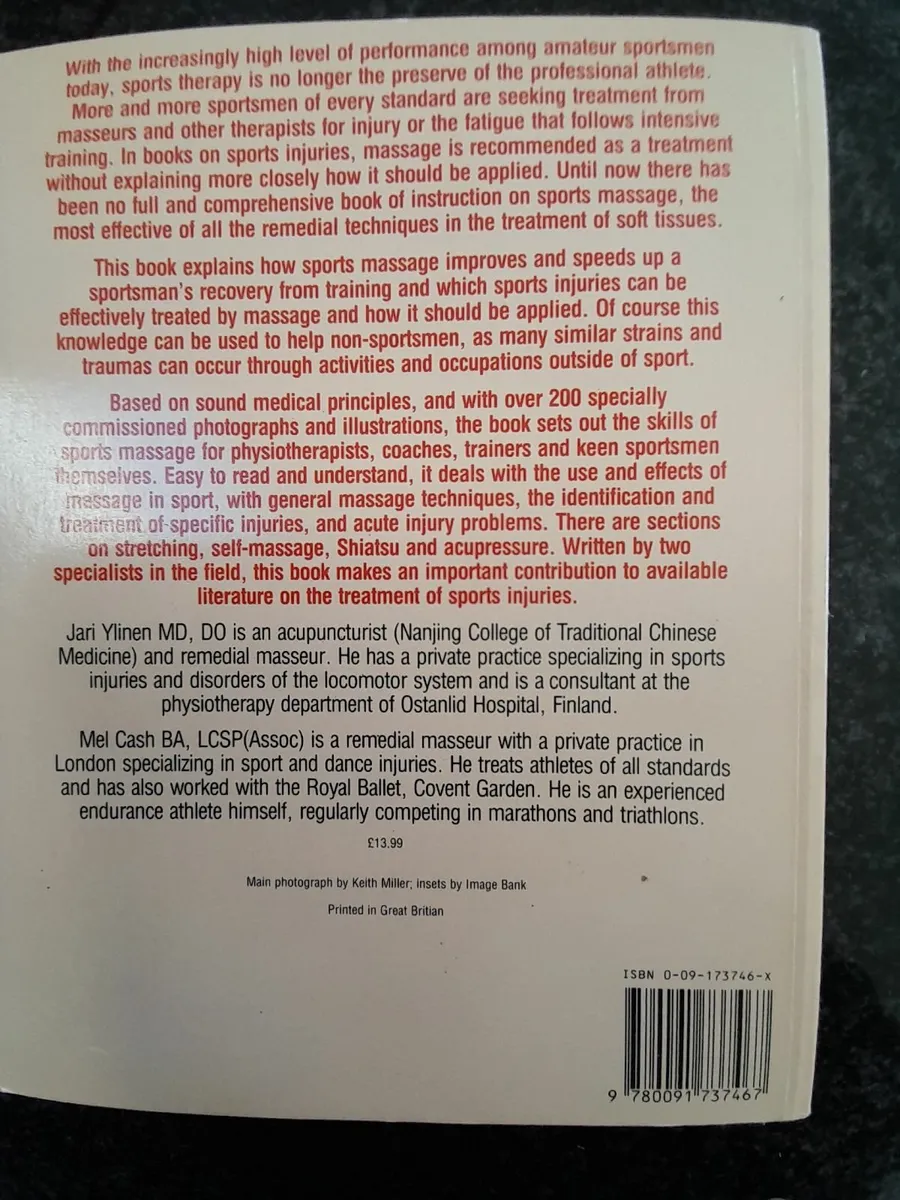 With the increasingly high level of performance among amateur sportsmen
today, sports therapy is no longer the preserve of the professional athlete.
More and more sportsmen of every standard are seeking treatment from
masseurs and other therapists for injury or the fatigue that follows intensive
training. In books on sports injuries, massage is recommended as a treatment
without explaining more closely how it should be applied. Until now there has
been no full and comprehensive book of instruction on sports massage, the
most effective of all the remedial techniques in the treatment of soft tissues.
This book explains how sports massage improves and speeds up a
sportsman's recovery from training and which sports injuries can be
effectively treated by massage and how it should be applied. Of course this
knowledge can be used to help non-sportsmen, as many similar strains and
traumas can occur through activities and occupations outside of sport.
Based on sound medical principles, and with over 200 specially
commissioned photographs and illustrations, the book sets out the skills of
sports massage for physiotherapists, coaches, trainers and keen sportsmen
themselves. Easy to read and understand, it deals with the use and effects of
massage in sport, with general massage techniques, the identification and
treatment of specific injuries, and acute injury problems. There are sections
on stretching, self-massage, Shiatsu and acupressure. Written by two
specialists in the field, this book makes an important contribution to available
literature on the treatment of sports injuries.
Jari Ylinen MD, DO is an acupuncturist (Nanjing College of Traditional Chinese
Medicine) and remedial masseur. He has a private practice specializing in sports
injuries and disorders of the locomotor system and is a consultant at the
physiotherapy department of Ostanlid Hospital, Finland.
Mel Cash BA, LCSP(Assoc) is a remedial masseur with a private practice in
London specializing in sport and dance injuries. He treats athletes of all standards
and has also worked with the Royal Ballet, Covent Garden. He is an experienced
endurance athlete himself, regularly competing in marathons and triathlons.
£13.99
Main photograph by Keith Miller; insets by Image Bank
Printed in Great Britian
ISBN 0-09-173746-X
9 780091 737467